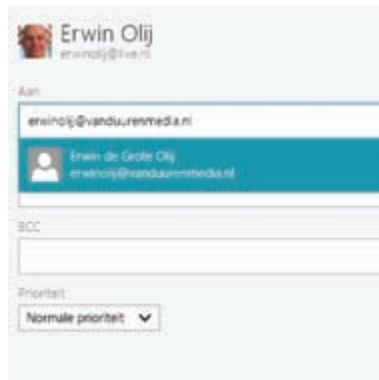 Erwin Olij
erwinolij@live.nl
Aan
erwinolij@vanduurenmedia.nl
Erwin de Grote Olij
erwinolij@vanduurenmedia.nl
BCC
Prioriteit
Normale prioriteit